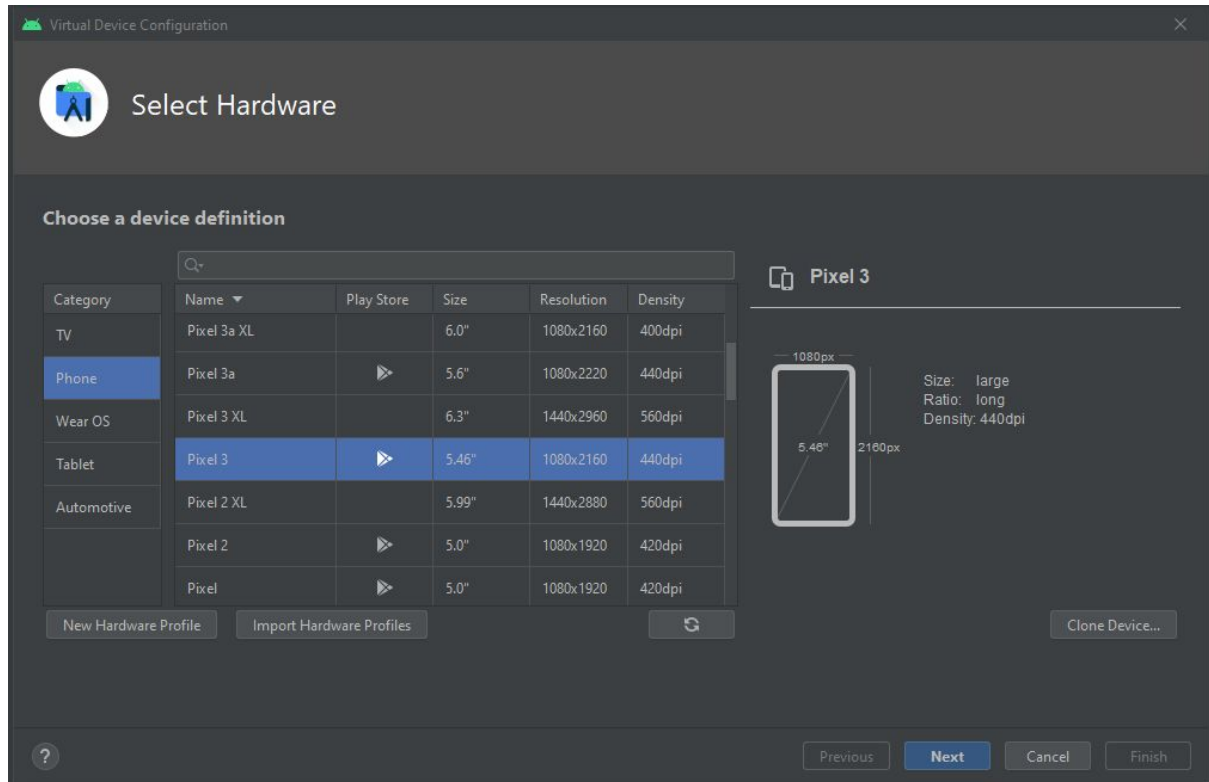 Virtual Device Configuration
Select Hardware
Choose a device definition
Category
TV
Phone
Wear OS
Tablet
Automotive
Name Play Store Size Resolution Density
Pixel 3a XL 6.0" 1080x2160 400dpi
Pixel 3a 5.6" 1080x2220 440dpi
Pixel 3 XL 6.3" 1440x2960 560dpi
Pixel 3 5.46" 1080x2160 440dpi
Pixel 2 XL 5.99" 1440x2880 560dpi
Pixel 2 5.0" 1080x1920 420dpi
Pixel 5.0" 1080x1920 420dpi
New Hardware Profile Import Hardware Profiles
Pixel 3
1080px
5.46" 2160px
Size: large
Ratio: long
Density: 440dpi
Clone Device...
? Previous Next Cancel Finish